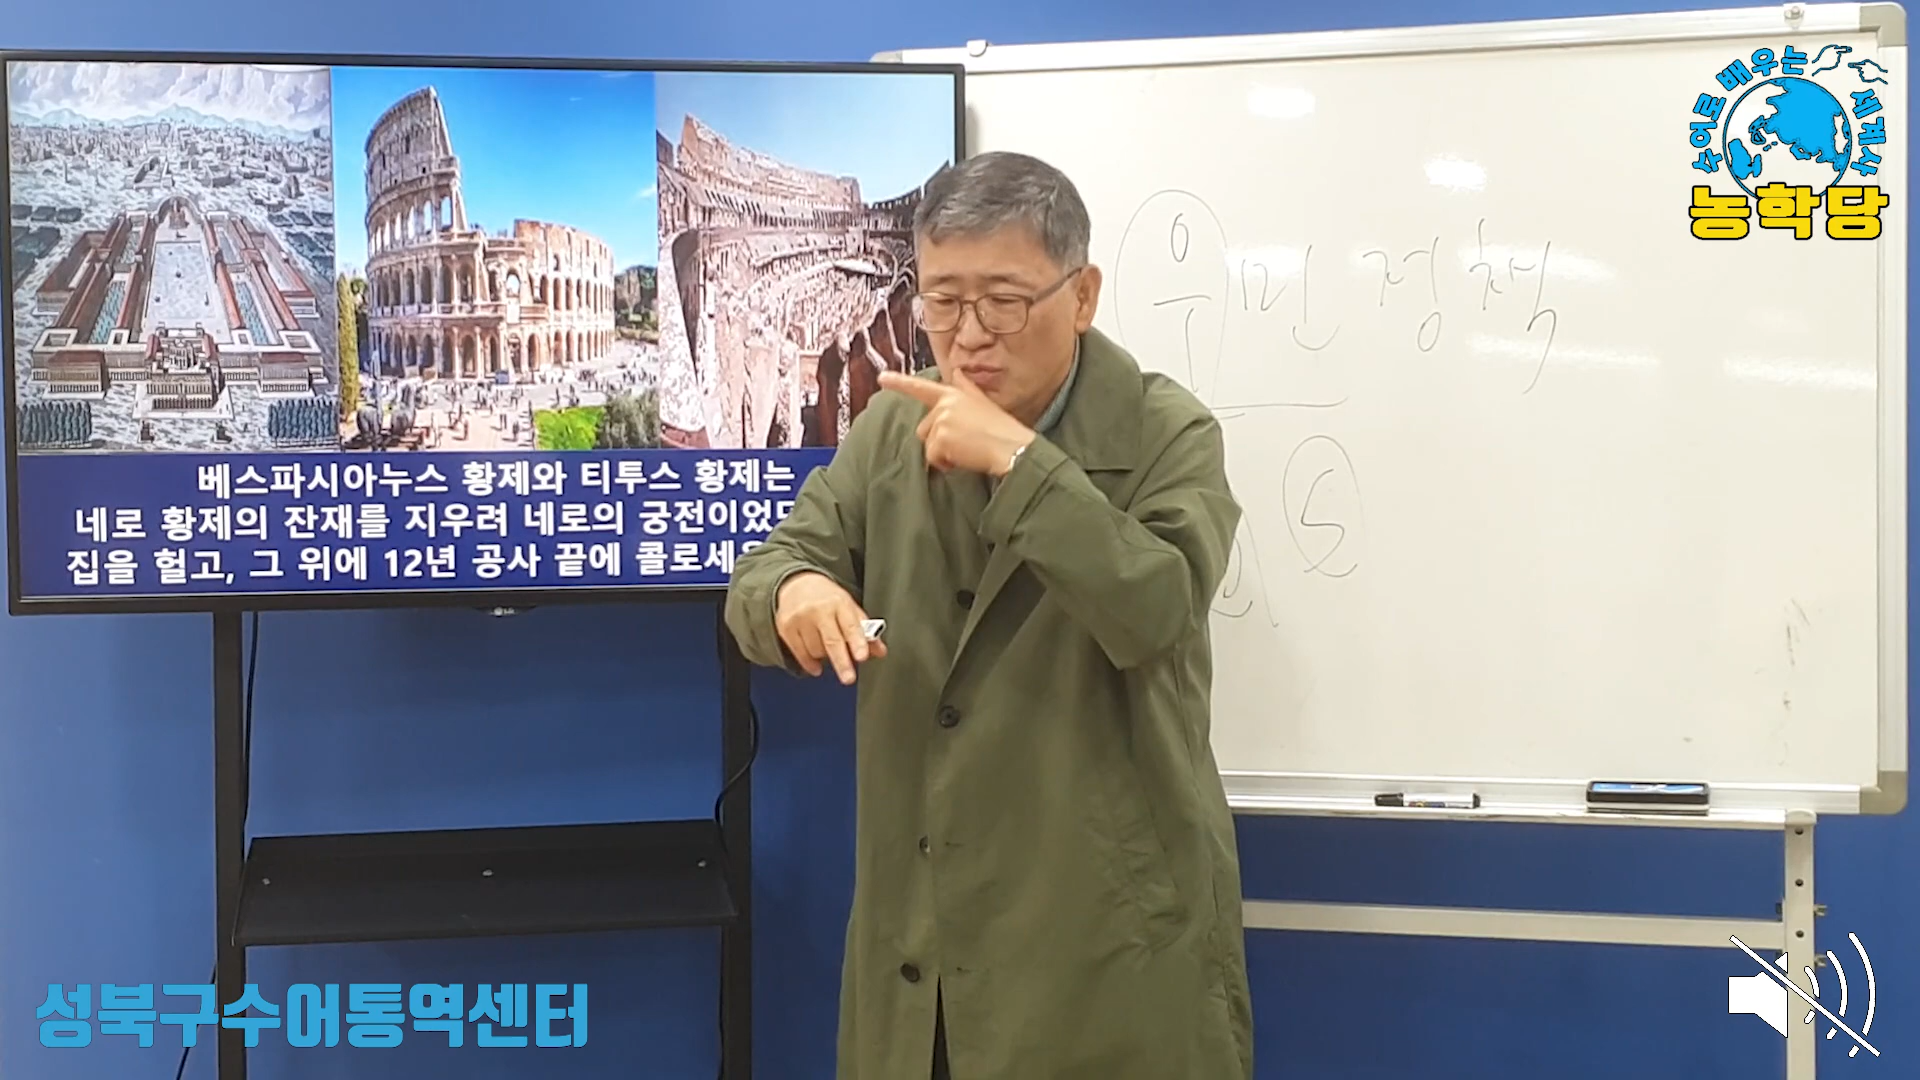 베스파시아누스 황제와 티투스 황제는
네로 황제의 잔재를 지우려 네로의 궁전이었
집을 헐고, 그 위에 12년 공사 끝에 콜로세
LG
우민정책
5
수어로 배우는 세계사
농학당
성북구수어통역센터